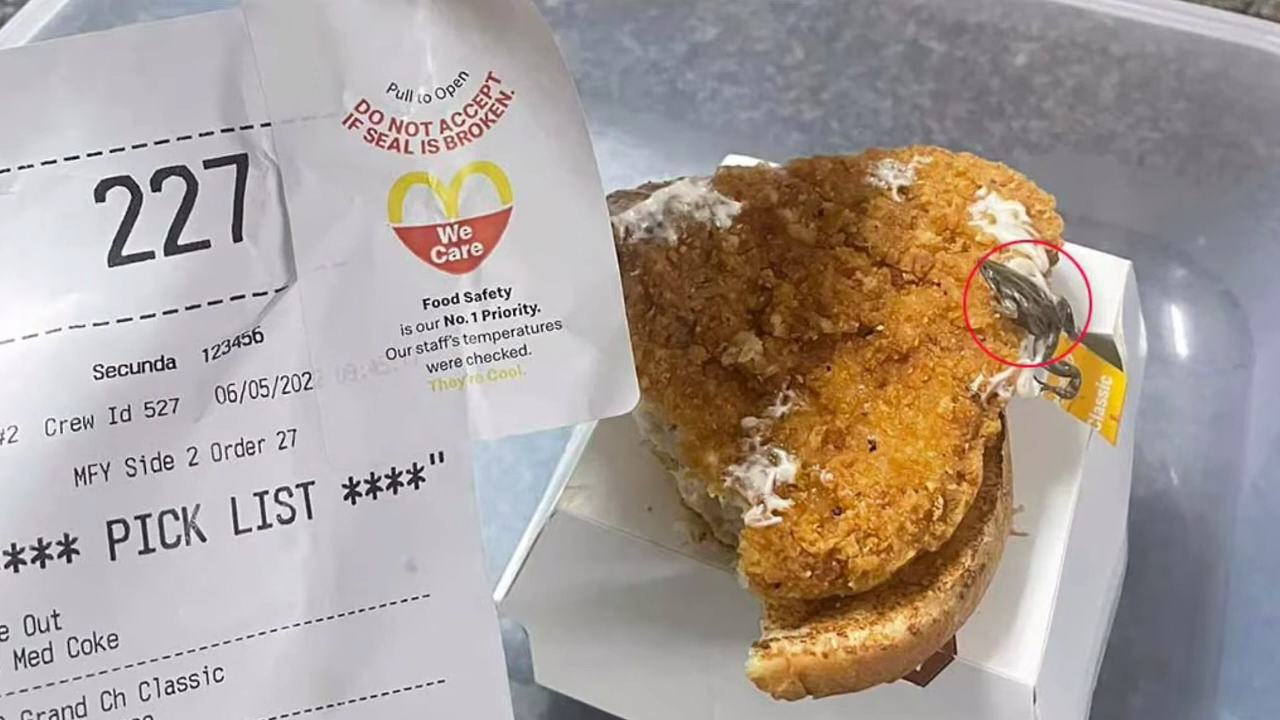 227
Secunda 123456
#2 Crew Id 527 06/05/202
MFY Side 2 Order 27
*** PICK LIST ****"
e Out
Med Coke
Grand Ch Classic
Pull to Open
DO NOT ACCEPT
IF SEAL IS BROKEN.
We
Care
Food Safety
is our No. 1 Priority.
Our staff's temperatures
were checked.
They're Cool.
Classic